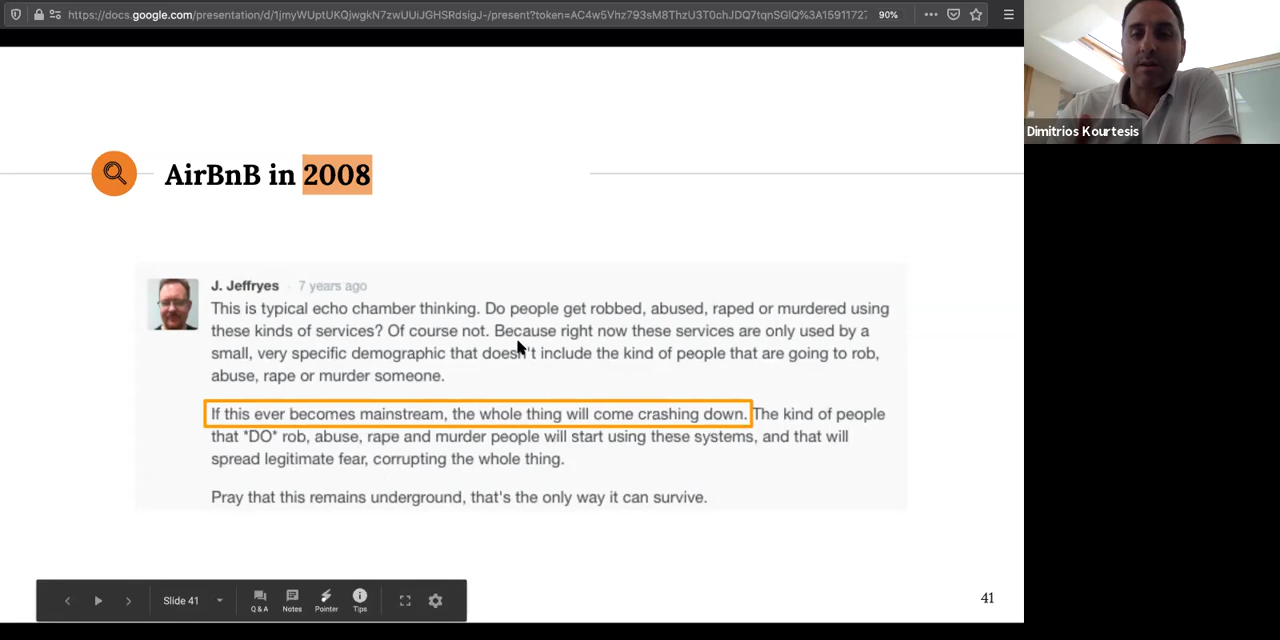 https://docs.google.com/presentation/d/1jmyWUptUKQjwgkN7zwUUiJGHSRdsigJ-/present?token=AC4w5Vhz793sM8ThzU3T0chJDQ7tqnSGlQ%3A15911727 90%
Dimitrios Kourtesis
AirBnB in 2008
J. Jeffryes · 7 years ago
This is typical echo chamber thinking. Do people get robbed, abused, raped or murdered using
these kinds of services? Of course not. Because right now these services are only used by a
small, very specific demographic that doesn't include the kind of people that are going to rob,
abuse, rape or murder someone.
If this ever becomes mainstream, the whole thing will come crashing down. The kind of people
that *DO* rob, abuse, rape and murder people will start using these systems, and that will
spread legitimate fear, corrupting the whole thing.
Pray that this remains underground, that's the only way it can survive.
Slide 41
Q & A Notes Pointer Tips
41